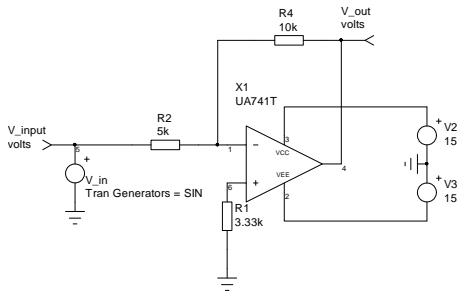 R4
10k
V_out
volts
X1
UA741T
R2
5k
V_input
volts
5
1
3
VCC
4
VEE
2
6
V2
15
V_in
Tran Generators = SIN
R1
3.33k
V3
15